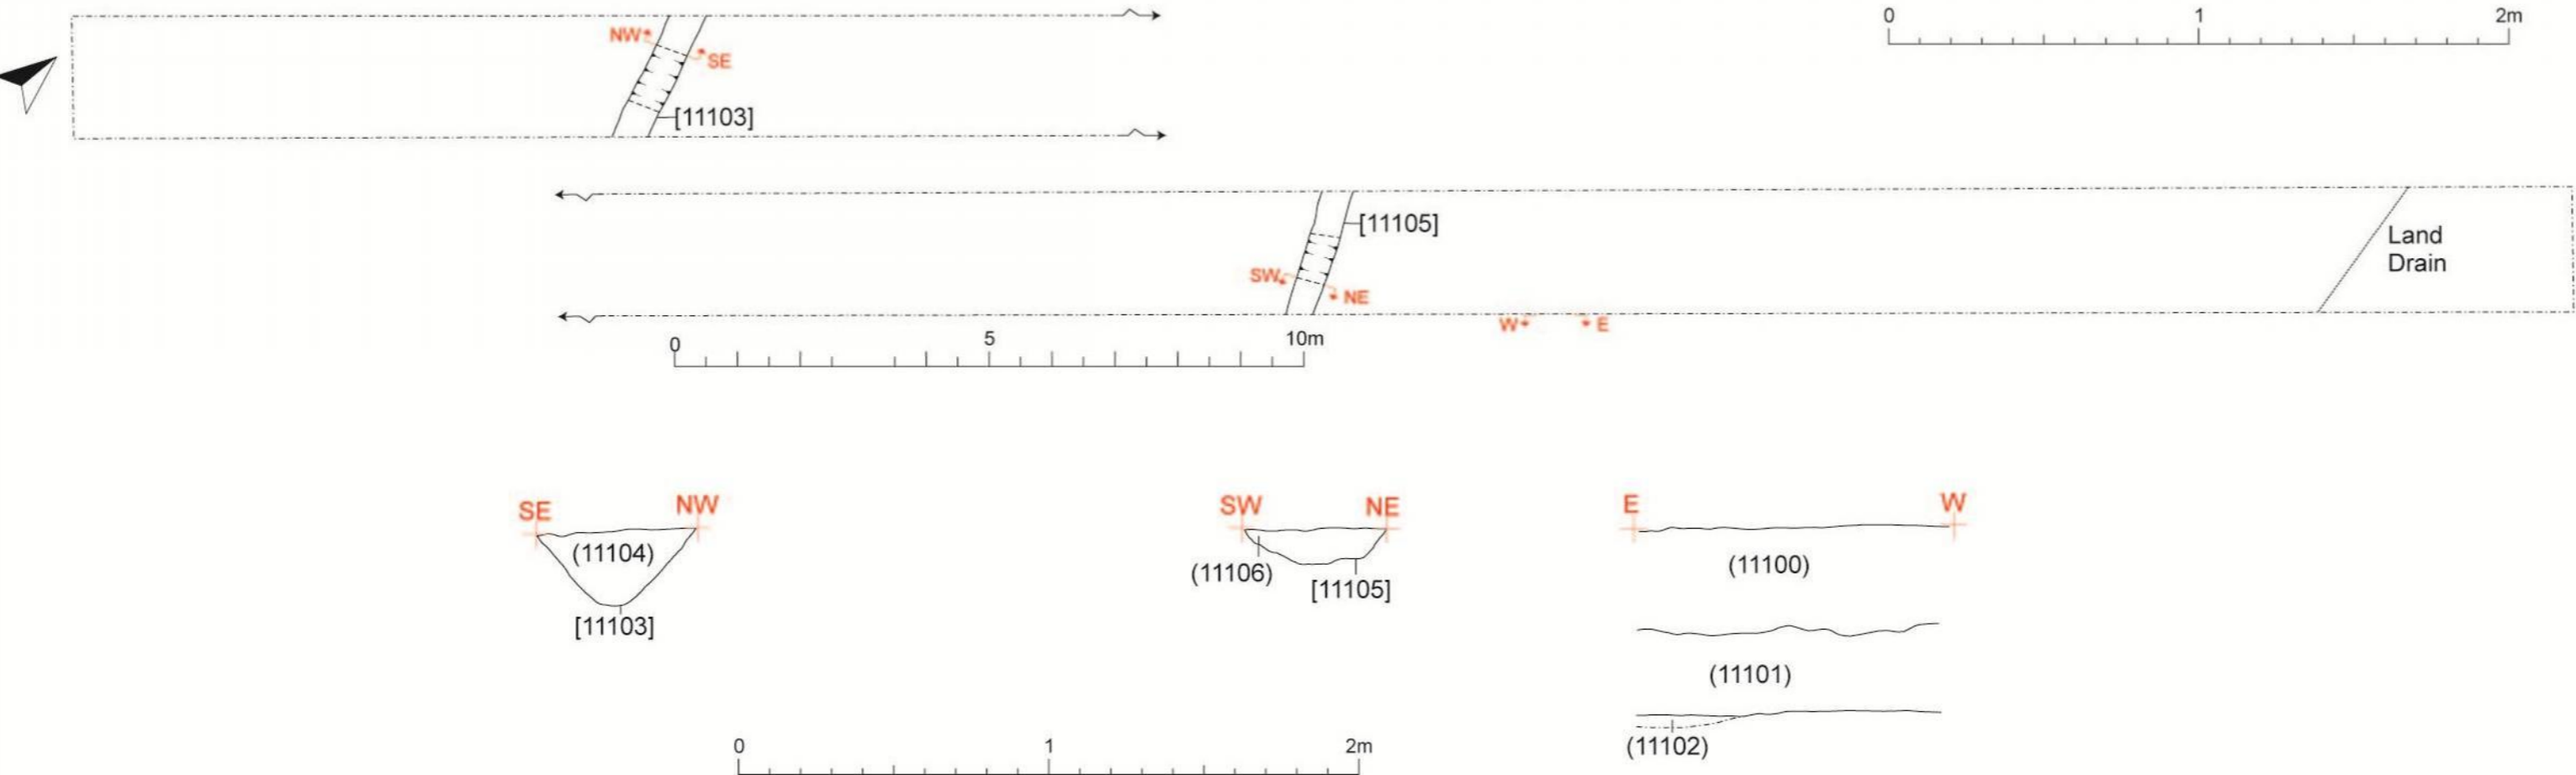 0 1 2m
NW
SE
[11103]
[11105]
SW
NE
Land
Drain
W E
0 5 10m
SE NW
(11104)
[11103]
SW NE
(11106)
[11105]
E W
(11100)
(11101)
(11102)
0 1 2m